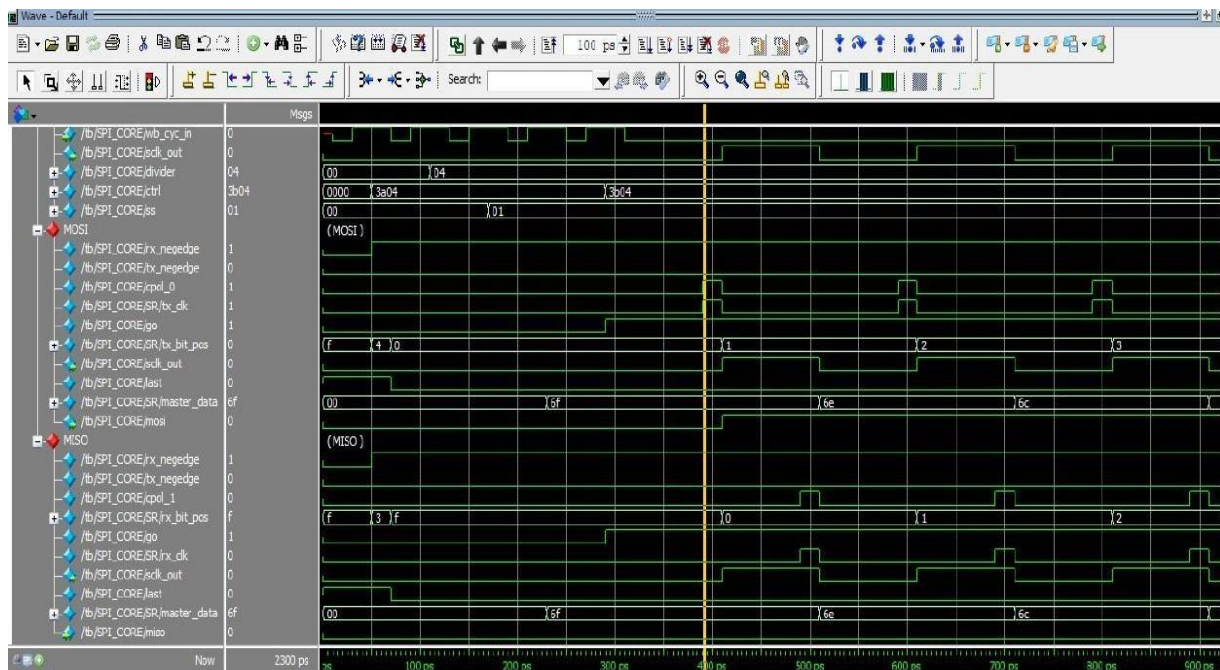 Wave - Default
100 ps
Search:
Msgs
/tb/SPI_CORE/wb_cyc_in 0
/tb/SPI_CORE/sclk_out 0
/tb/SPI_CORE/divider 04 00 04
/tb/SPI_CORE/ctrl 3b04 0000 3a04 3b04
/tb/SPI_CORE/ss 01 00 01
MOSI (MOSI)
/tb/SPI_CORE/rx_negedge 1
/tb/SPI_CORE/tx_negedge 0
/tb/SPI_CORE/cpol_0 1
/tb/SPI_CORE/SR/tx_clk 1
/tb/SPI_CORE/go 1
/tb/SPI_CORE/SR/tx_bit_pos 0 f 4 0 1 2 3
/tb/SPI_CORE/sclk_out 0
/tb/SPI_CORE/last 0
/tb/SPI_CORE/SR/master_data 6f 00 6f 6e 6c
/tb/SPI_CORE/mosi 0
MISO (MISO)
/tb/SPI_CORE/rx_negedge 1
/tb/SPI_CORE/tx_negedge 0
/tb/SPI_CORE/cpol_1 0
/tb/SPI_CORE/SR/rx_bit_pos f f 3 f 0 1 2
/tb/SPI_CORE/go 1
/tb/SPI_CORE/SR/rx_clk 0
/tb/SPI_CORE/sclk_out 0
/tb/SPI_CORE/last 0
/tb/SPI_CORE/SR/master_data 6f 00 6f 6e 6c
/tb/SPI_CORE/miso 0
Now 2300 ps ps 100 ps 200 ps 300 ps 400 ps 500 ps 600 ps 700 ps 800 ps 900 ps